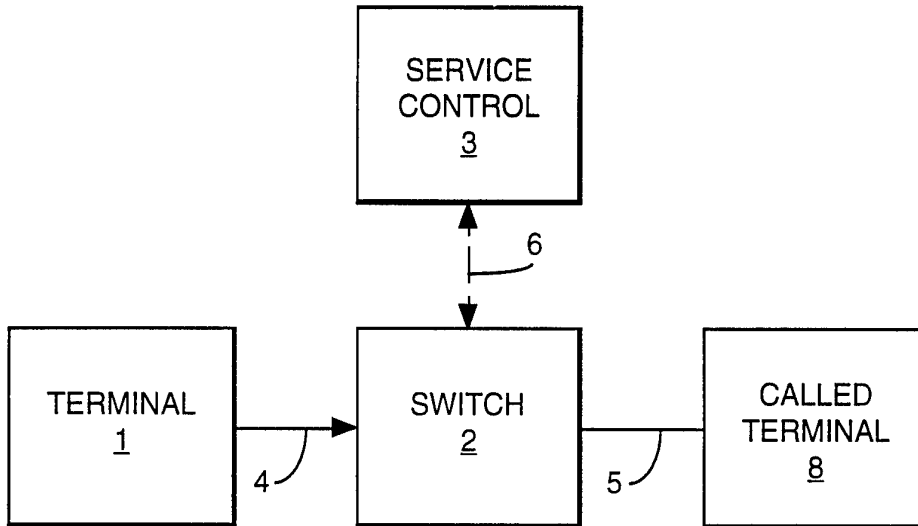 SERVICE
CONTROL
3
6
TERMINAL
1
4
SWITCH
2
5
CALLED
TERMINAL
8